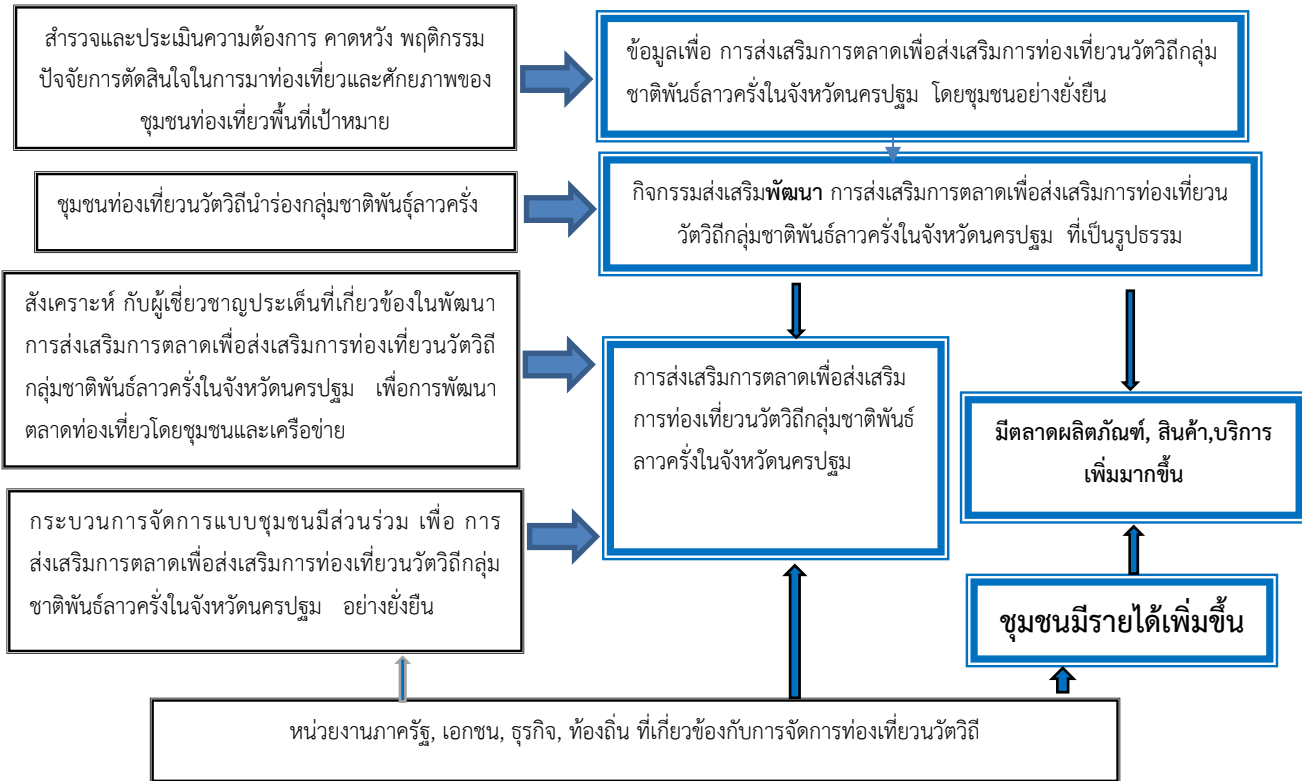 สำรวจและประเมินความต้องการ คาดหวัง พฤติกรรม
ปัจจัยการตัดสินใจในการมาท่องเที่ยวและศักยภาพของ
ชุมชนท่องเที่ยวพื้นที่เป้าหมาย
ข้อมูลเพื่อ การส่งเสริมการตลาดเพื่อส่งเสริมการท่องเที่ยวนวัตวิถีกลุ่ม
ชาติพันธ์ลาวครั่งในจังหวัดนครปฐม โดยชุมชนอย่างยั่งยืน
ชุมชนท่องเที่ยวนวัตวิถีนำร่องกลุ่มชาติพันธุ์ลาวครั่ง
กิจกรรมส่งเสริมพัฒนา การส่งเสริมการตลาดเพื่อส่งเสริมการท่องเที่ยวน
วัตวิถีกลุ่มชาติพันธ์ลาวครั่งในจังหวัดนครปฐม ที่เป็นรูปธรรม
สังเคราะห์ กับผู้เชี่ยวชาญประเด็นที่เกี่ยวข้องในพัฒนา
การส่งเสริมการตลาดเพื่อส่งเสริมการท่องเที่ยวนวัตวิถี
กลุ่มชาติพันธ์ลาวครั่งในจังหวัดนครปฐม เพื่อการพัฒนา
ตลาดท่องเที่ยวโดยชุมชนและเครือข่าย
การส่งเสริมการตลาดเพื่อส่งเสริม
การท่องเที่ยวนวัตวิถีกลุ่มชาติพันธ์
ลาวครั่งในจังหวัดนครปฐม
มีตลาดผลิตภัณฑ์, สินค้า,บริการ
เพิ่มมากขึ้น
กระบวนการจัดการแบบชุมชนมีส่วนร่วม เพื่อ การ
ส่งเสริมการตลาดเพื่อส่งเสริมการท่องเที่ยวนวัตวิถีกลุ่ม
ชาติพันธ์ลาวครั่งในจังหวัดนครปฐม อย่างยั่งยืน
ชุมชนมีรายได้เพิ่มขึ้น
หน่วยงานภาครัฐ, เอกชน, ธุรกิจ, ท้องถิ่น ที่เกี่ยวข้องกับการจัดการท่องเที่ยวนวัตวิถี